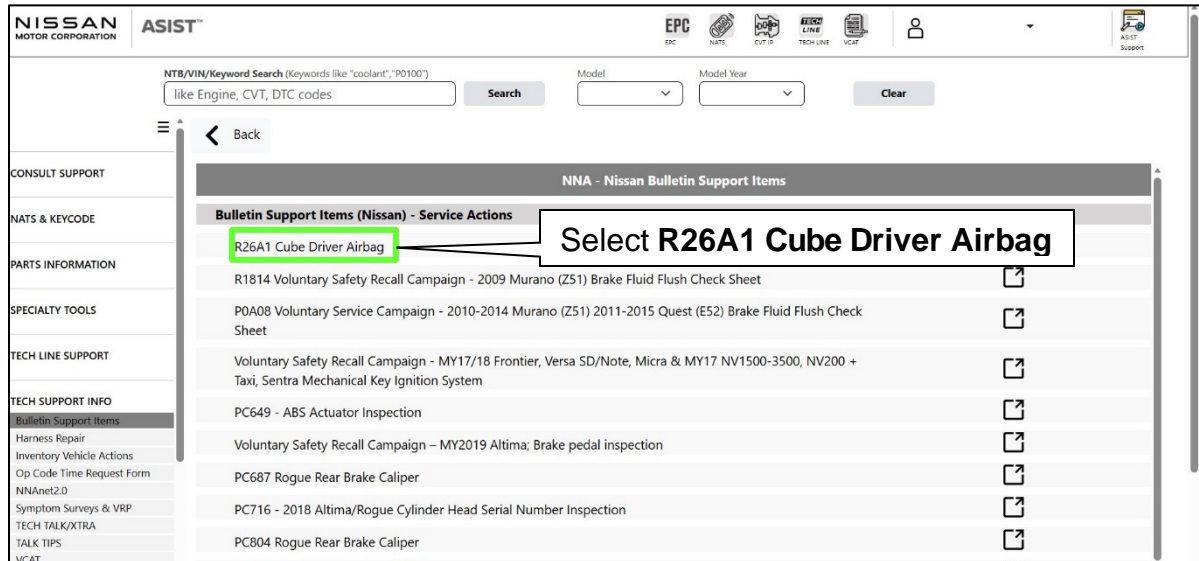 NISSAN
MOTOR CORPORATION
ASIST™
EPC
EPC
NATS
CVT IP
TECH LINE
TECH LINE
VCAT
ASIST
Support
NTB/VIN/Keyword Search (Keywords like "coolant","P0100")
Model
Model Year
like Engine, CVT, DTC codes
Search
Clear
Back
CONSULT SUPPORT
NATS & KEYCODE
PARTS INFORMATION
SPECIALTY TOOLS
TECH LINE SUPPORT
TECH SUPPORT INFO
Bulletin Support Items
Harness Repair
Inventory Vehicle Actions
Op Code Time Request Form
NNAnet2.0
Symptom Surveys & VRP
TECH TALK/XTRA
TALK TIPS
VCAT
NNA - Nissan Bulletin Support Items
Bulletin Support Items (Nissan) - Service Actions
R26A1 Cube Driver Airbag
Select R26A1 Cube Driver Airbag
R1814 Voluntary Safety Recall Campaign - 2009 Murano (Z51) Brake Fluid Flush Check Sheet
P0A08 Voluntary Service Campaign - 2010-2014 Murano (Z51) 2011-2015 Quest (E52) Brake Fluid Flush Check
Sheet
Voluntary Safety Recall Campaign - MY17/18 Frontier, Versa SD/Note, Micra & MY17 NV1500-3500, NV200 +
Taxi, Sentra Mechanical Key Ignition System
PC649 - ABS Actuator Inspection
Voluntary Safety Recall Campaign – MY2019 Altima; Brake pedal inspection
PC687 Rogue Rear Brake Caliper
PC716 - 2018 Altima/Rogue Cylinder Head Serial Number Inspection
PC804 Rogue Rear Brake Caliper